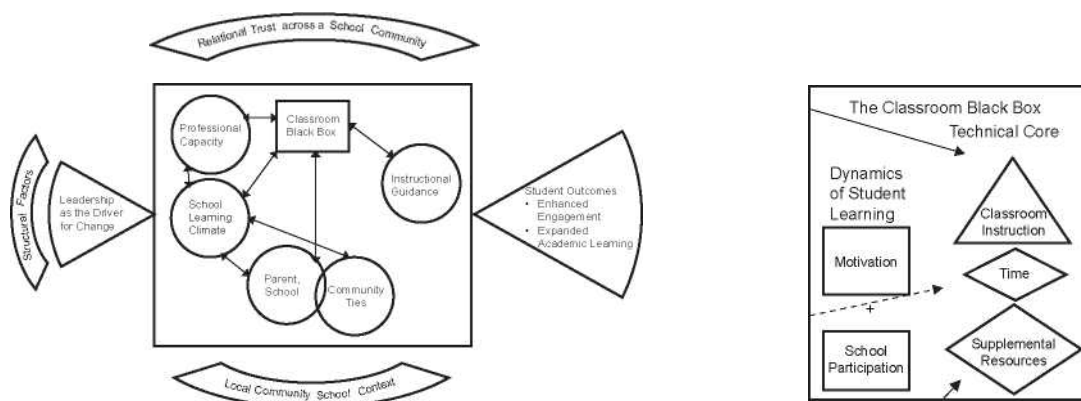 Relational Trust across a School Community
Structural Factors
Leadership
as the Driver
for Change
Professional
Capacity
Classroom
Black Box
Instructional
Guidance
School
Learning
Climate
Parent,
School
Community
Ties
Student Outcomes
• Enhanced
Engagement
• Expanded
Academic Learning
Local Community School Context
The Classroom Black Box
Technical Core
Dynamics
of Student
Learning
Classroom
Instruction
Motivation
Time
+
School
Participation
Supplemental
Resources